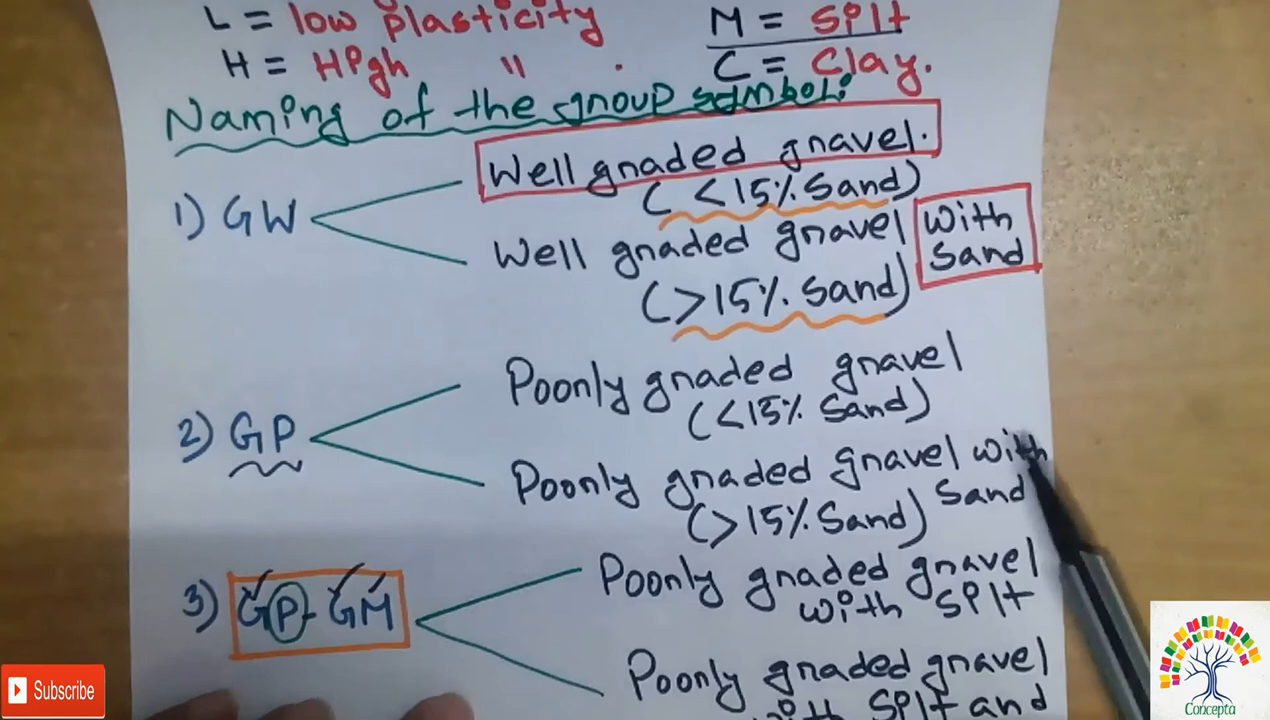 L = low plasticity
M = Silt
H = High "
C = Clay.
Naming of the group symbol:
1) GW
Well graded gravel.
( <15% Sand)
Well graded gravel with Sand
(>15% Sand)
2) GP
Poorly graded gravel
(<15% Sand)
Poorly graded gravel with Sand
(>15% Sand)
3) GP-GM
Poorly graded gravel
with Silt
Poorly graded gravel
with Silt and
Subscribe
Concepta